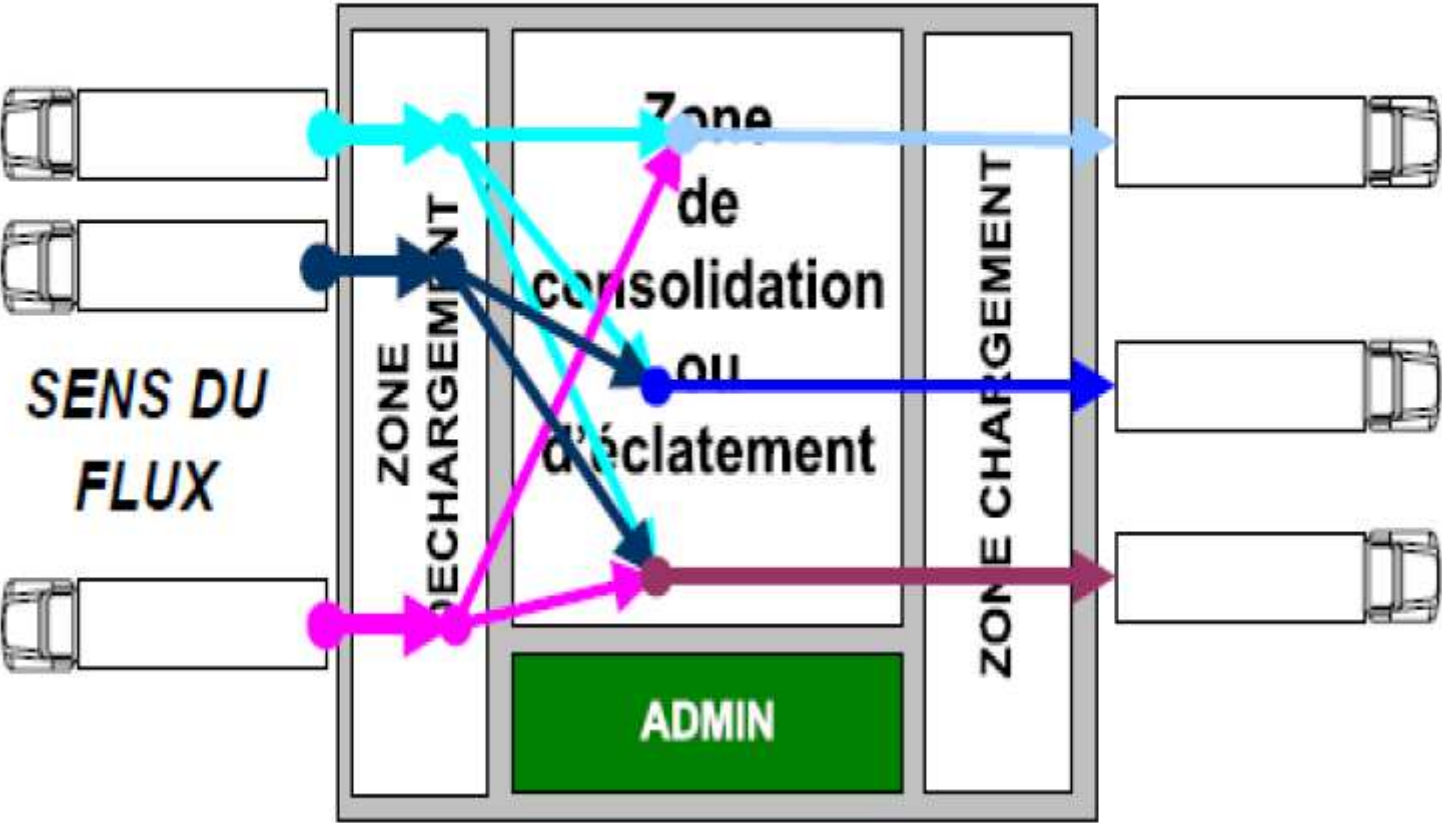 SENS DU
FLUX
ZONE
DECHARGEMENT
Zone
de
consolidation
ou
d'éclatement
ZONE CHARGEMENT
ADMIN